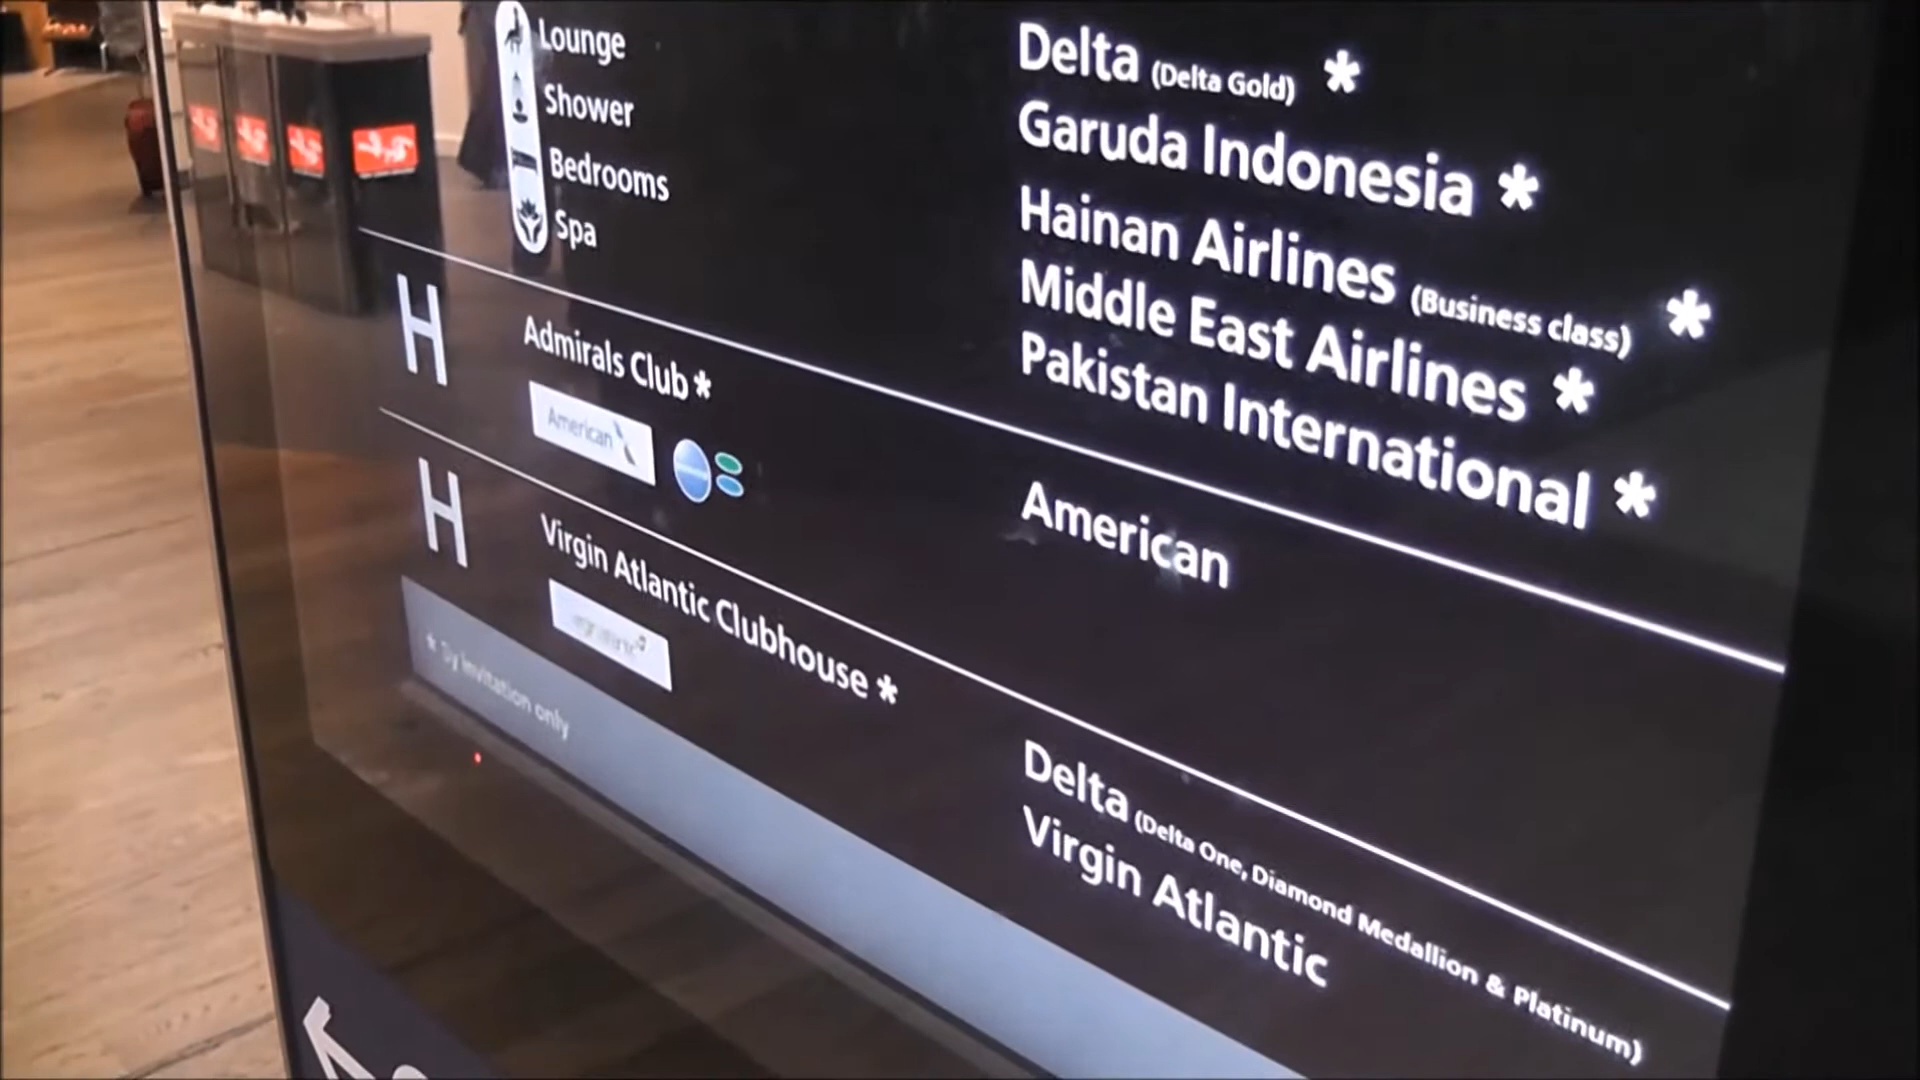 Lounge
Shower
Bedrooms
Spa
Delta (Delta Gold) *
Garuda Indonesia *
Hainan Airlines (Business class) *
Middle East Airlines *
Pakistan International *
H
Admirals Club *
American
American
H
Virgin Atlantic Clubhouse *
Delta (Delta One, Diamond Medallion & Platinum)
Virgin Atlantic
* By invitation only